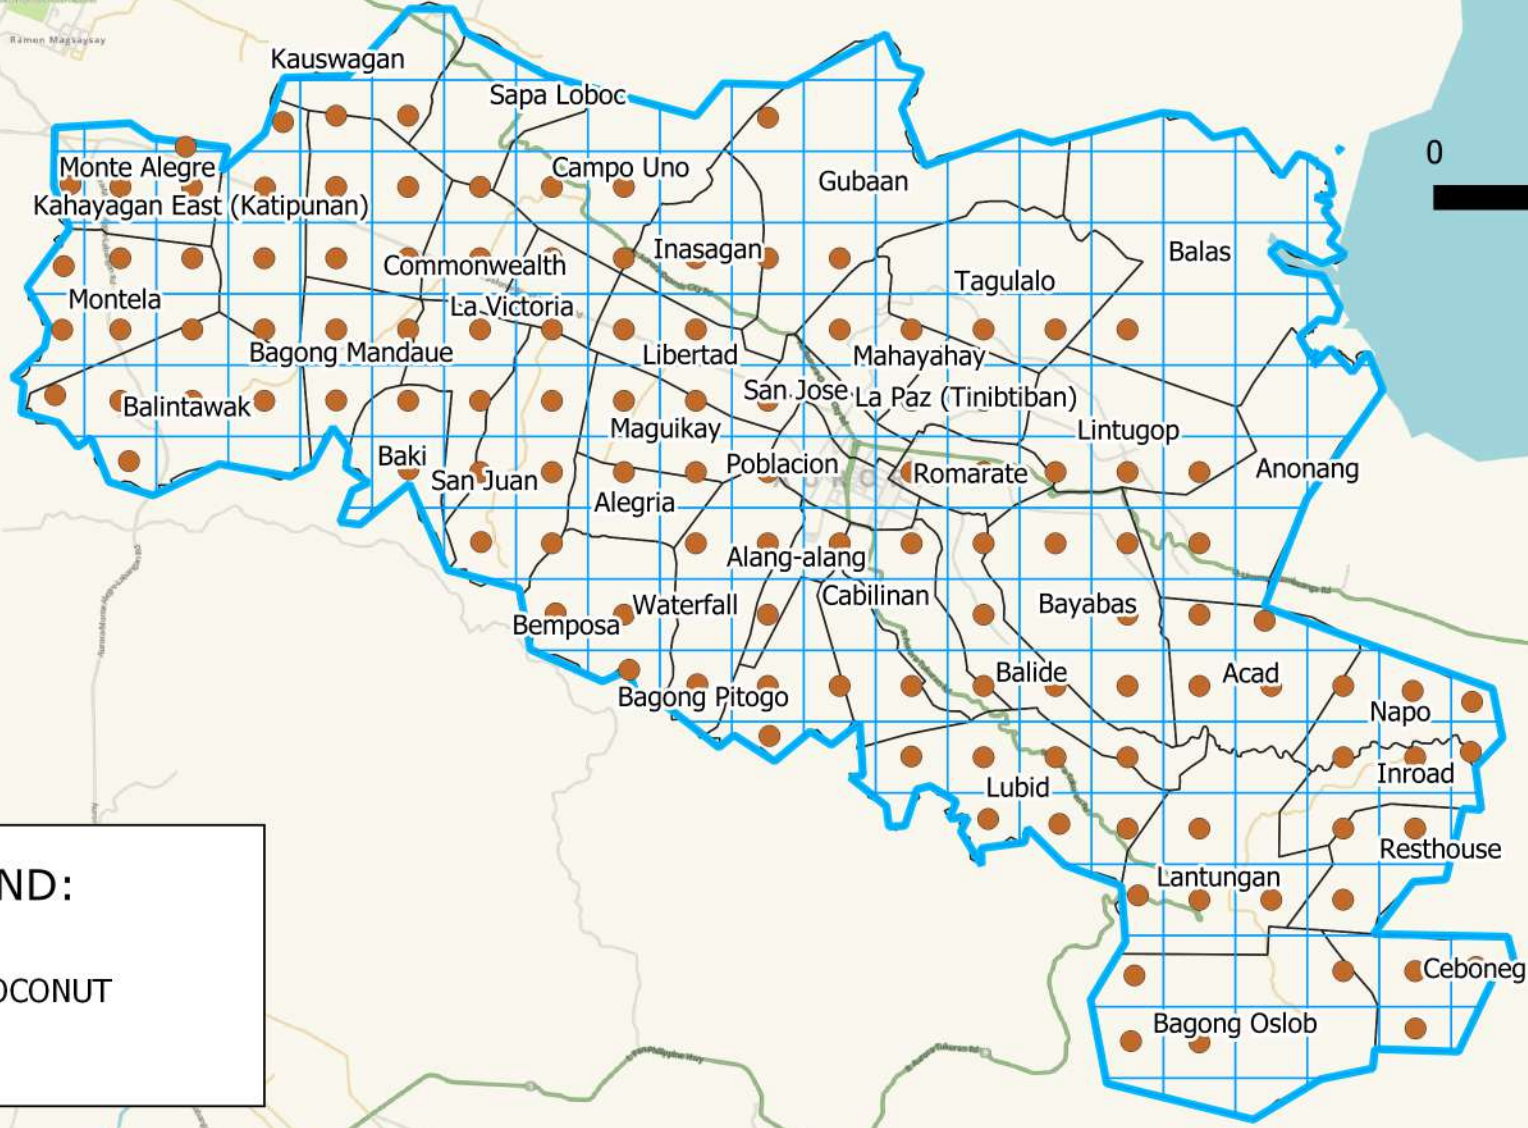 Ramon Magsaysay
Kauswagan
Sapa Loboc
0
Monte Alegre
Campo Uno
Gubaan
Kahayagan East (Katipunan)
Inasagan
Balas
Commonwealth
Tagulalo
Montela
La Victoria
Bagong Mandaue
Libertad
Mahayahay
San Jose
La Paz (Tinibtiban)
Balintawak
Maguikay
Lintugop
Baki
Poblacion
Romarate
Anonang
San Juan
Alegria
Alang-alang
Cabilinan
Waterfall
Bayabas
Bemposa
Balide
Acad
Bagong Pitogo
Napo
Inroad
Lubid
Resthouse
ND:
Lantungan
Ceboneg
OCONUT
Bagong Oslob